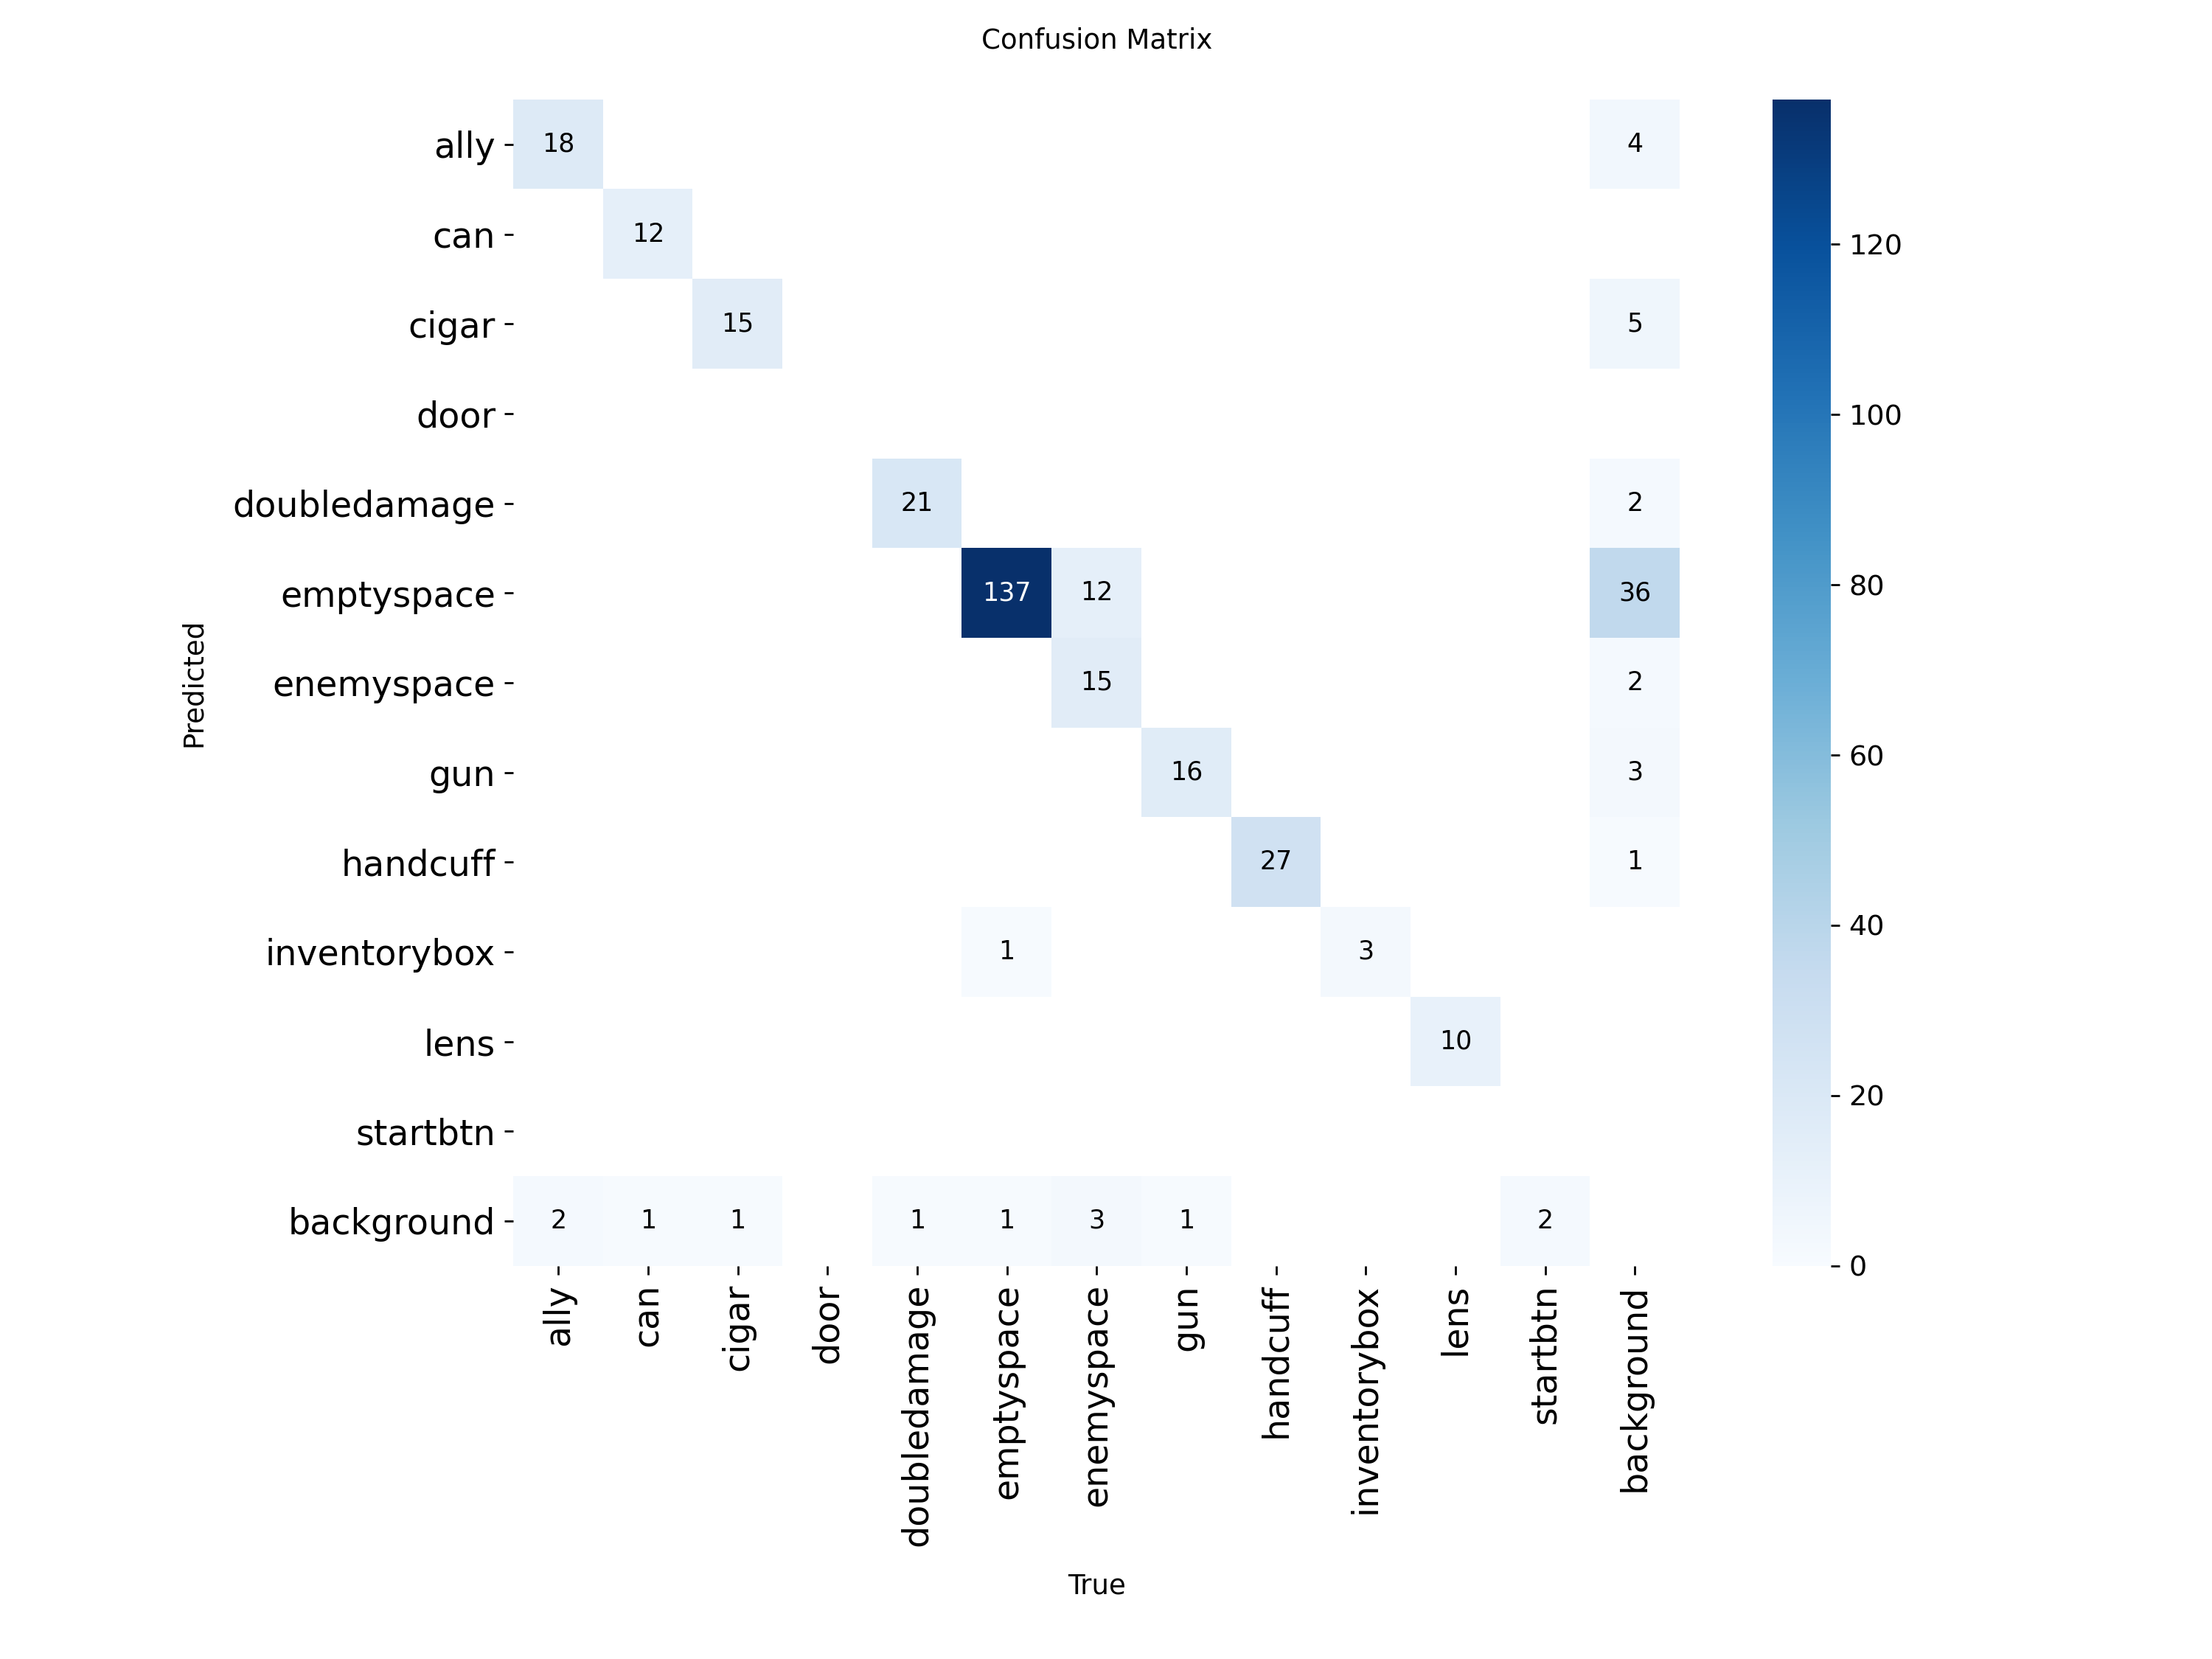 Confusion Matrix
ally 18 4
can 12
cigar 15 5
door
doubledamage 21 2
emptyspace 137 12 36
enemyspace 15 2
gun 16 3
handcuff 27 1
inventorybox 1 3
lens 10
startbtn
background 2 1 1 1 1 3 1 2
Predicted
ally can cigar door doubledamage emptyspace enemyspace gun handcuff inventorybox lens startbtn background
True
120
100
80
60
40
20
0